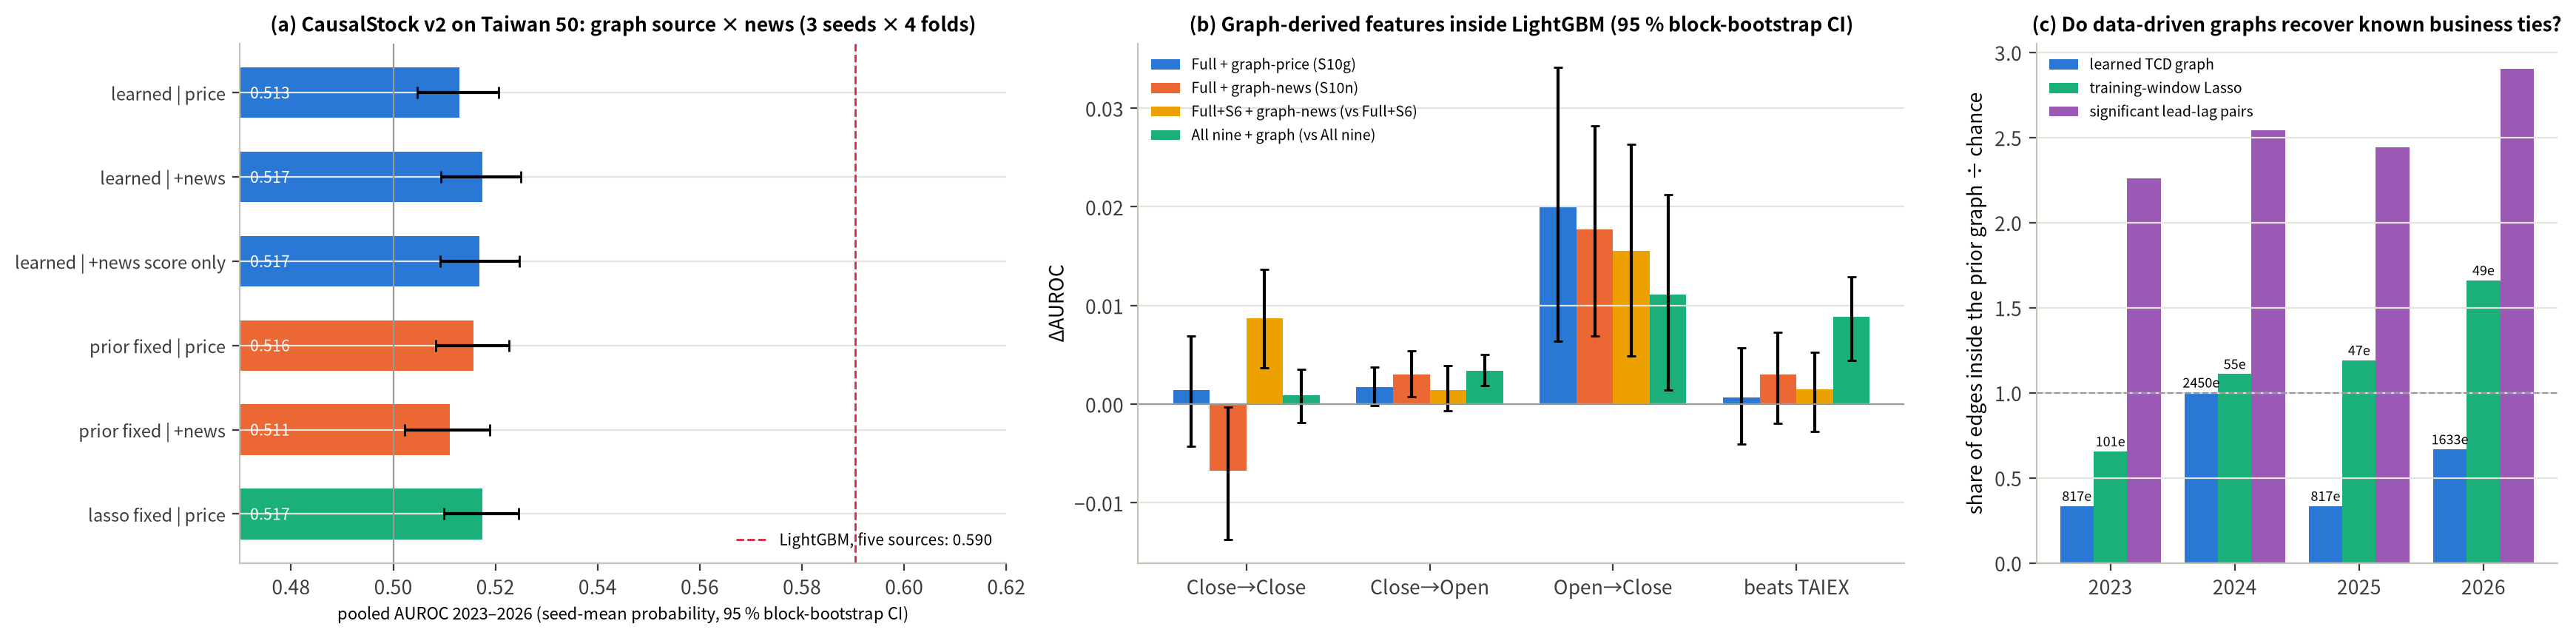 (a) CausalStock v2 on Taiwan 50: graph source × news (3 seeds × 4 folds)
learned | price
0.513
learned | +news
0.517
learned | +news score only
0.517
prior fixed | price
0.516
prior fixed | +news
0.511
lasso fixed | price
0.517
LightGBM, five sources: 0.590
0.48 0.50 0.52 0.54 0.56 0.58 0.60 0.62
pooled AUROC 2023–2026 (seed-mean probability, 95 % block-bootstrap CI)
(b) Graph-derived features inside LightGBM (95 % block-bootstrap CI)
Full + graph-price (S10g)
Full + graph-news (S10n)
Full+S6 + graph-news (vs Full+S6)
All nine + graph (vs All nine)
ΔAUROC
0.03
0.02
0.01
0.00
−0.01
Close→Close Close→Open Open→Close beats TAIEX
(c) Do data-driven graphs recover known business ties?
learned TCD graph
training-window Lasso
significant lead-lag pairs
share of edges inside the prior graph ÷ chance
3.0
2.5
2.0
1.5
1.0
0.5
0.0
817e
101e
2450e
55e
817e
47e
1633e
49e
2023 2024 2025 2026